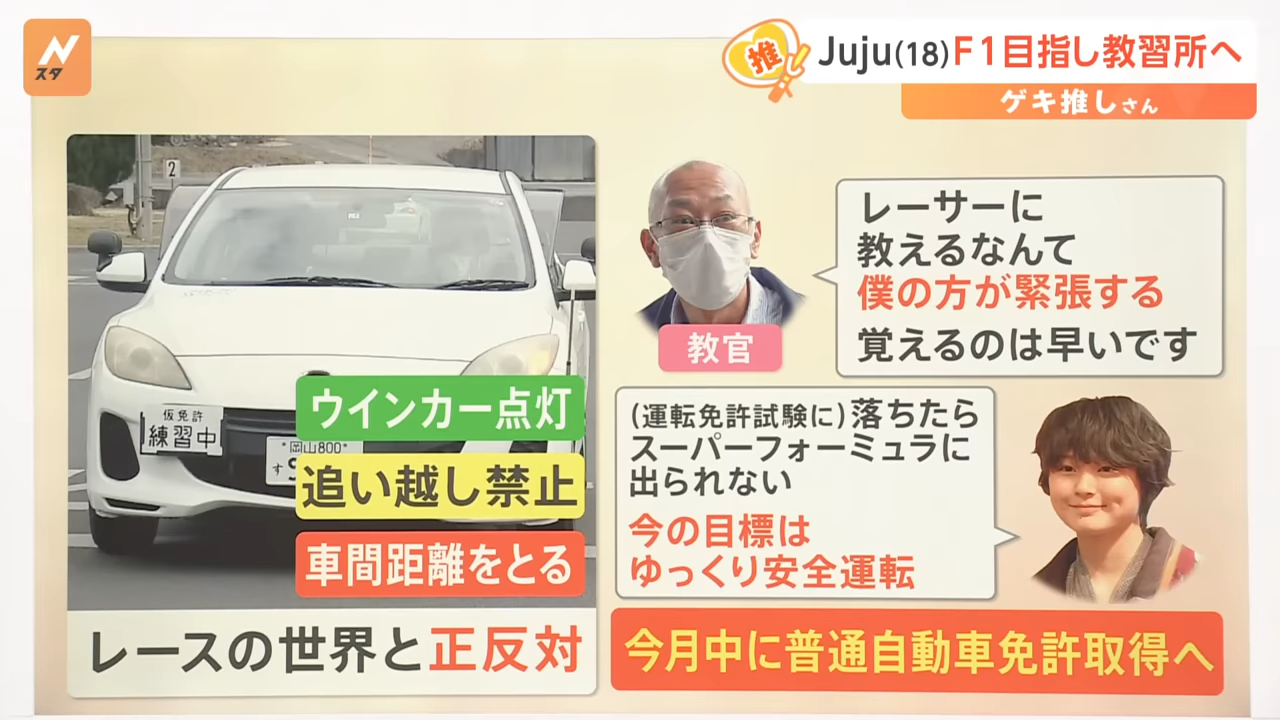 Nスタ
推
Juju(18)F1目指し教習所へ
ゲキ推しさん
2
仮免許
練習中
岡山800
す9
ウインカー点灯
追い越し禁止
車間距離をとる
レースの世界と正反対
教官
レーサーに
教えるなんて
僕の方が緊張する
覚えるのは早いです
(運転免許試験に)落ちたら
スーパーフォーミュラに
出られない
今の目標は
ゆっくり安全運転
今月中に普通自動車免許取得へ